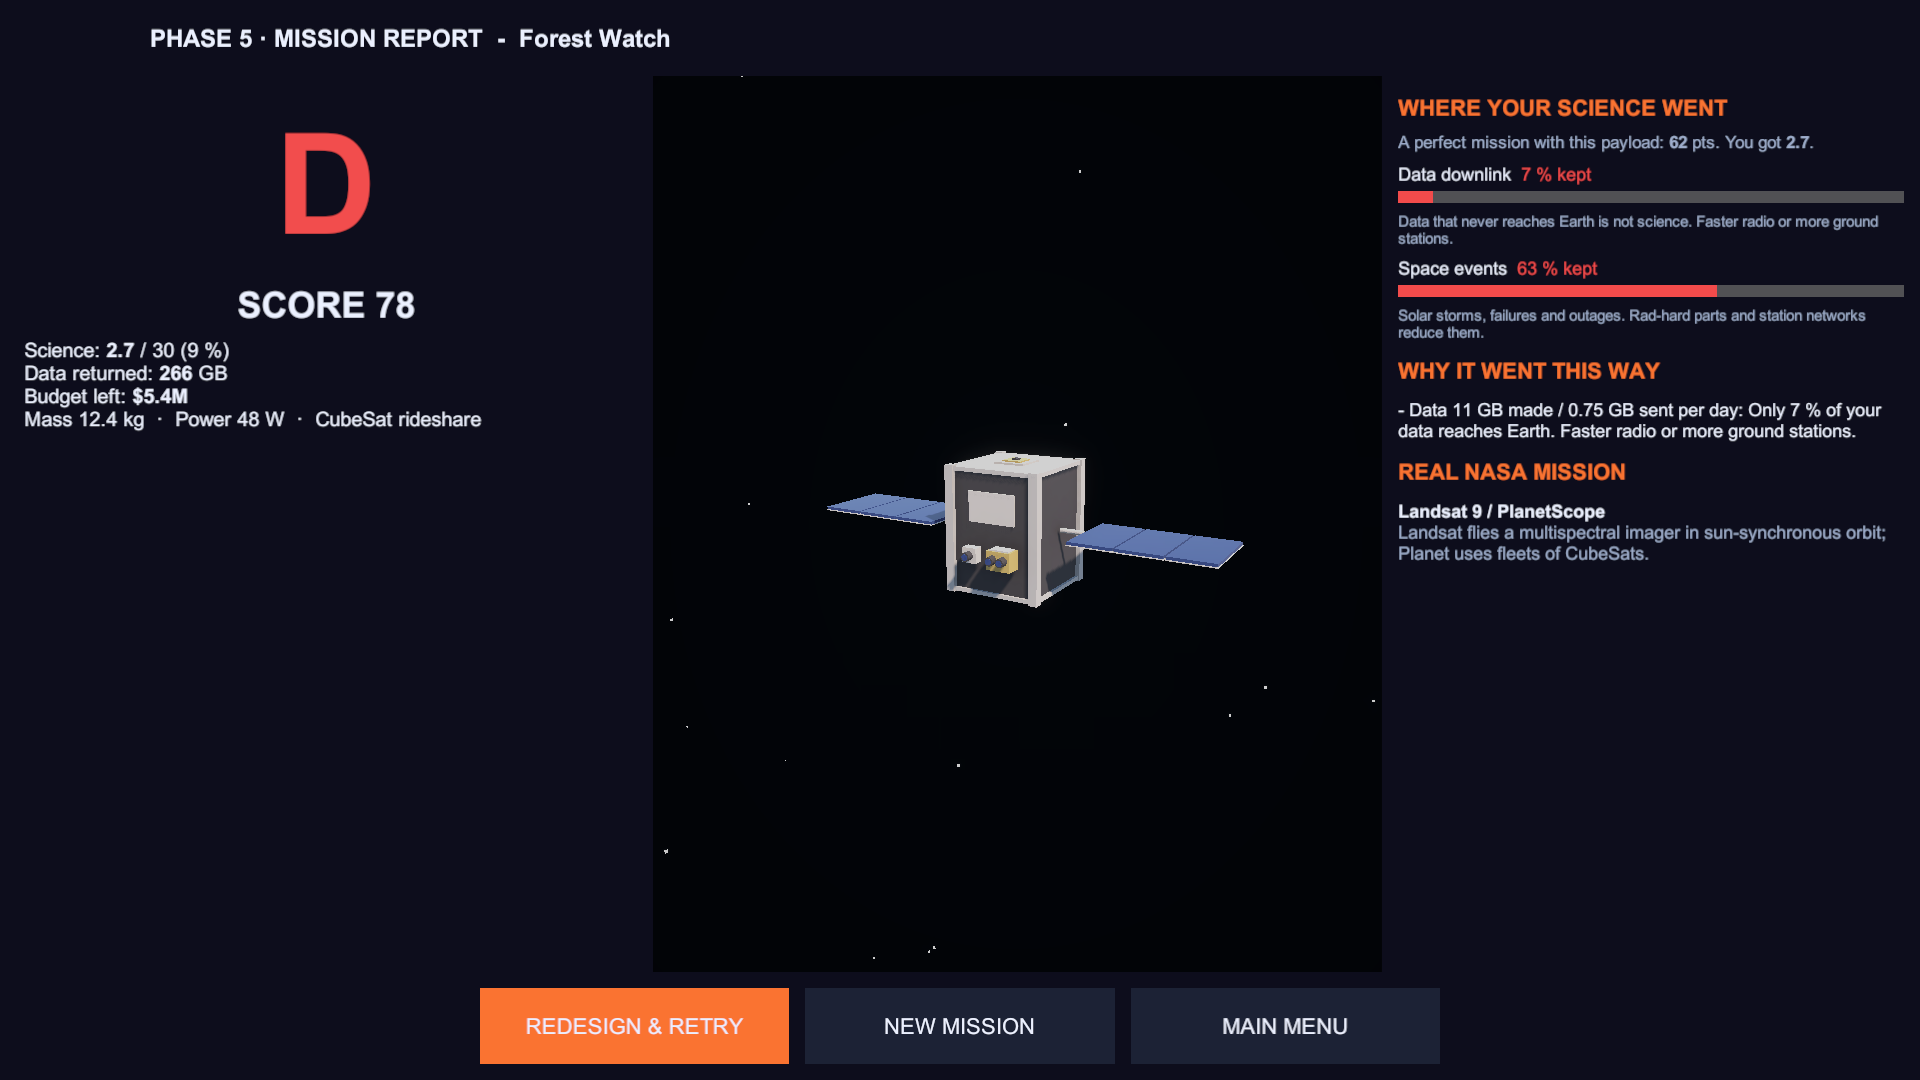 PHASE 5 · MISSION REPORT - Forest Watch
D
SCORE 78
Science: 2.7 / 30 (9 %)
Data returned: 266 GB
Budget left: $5.4M
Mass 12.4 kg · Power 48 W · CubeSat rideshare
WHERE YOUR SCIENCE WENT
A perfect mission with this payload: 62 pts. You got 2.7.
Data downlink 7 % kept
Data that never reaches Earth is not science. Faster radio or more ground
stations.
Space events 63 % kept
Solar storms, failures and outages. Rad-hard parts and station networks
reduce them.
WHY IT WENT THIS WAY
- Data 11 GB made / 0.75 GB sent per day: Only 7 % of your
data reaches Earth. Faster radio or more ground stations.
REAL NASA MISSION
Landsat 9 / PlanetScope
Landsat flies a multispectral imager in sun-synchronous orbit;
Planet uses fleets of CubeSats.
REDESIGN & RETRY
NEW MISSION
MAIN MENU